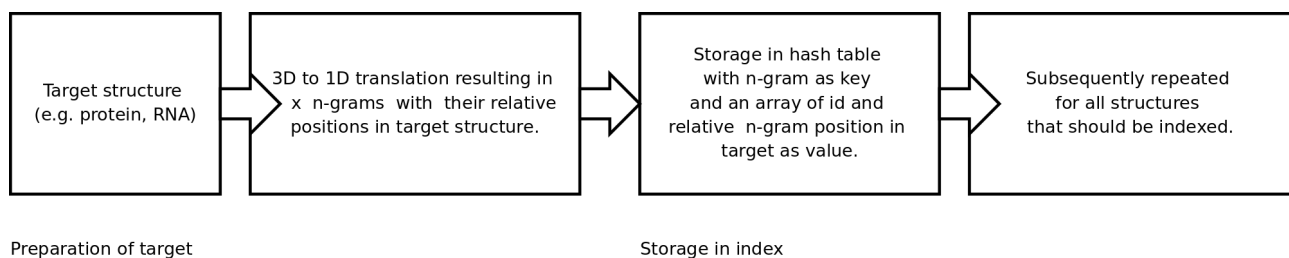 Target structure
(e.g. protein, RNA)
3D to 1D translation resulting in
x n-grams with their relative
positions in target structure.
Storage in hash table
with n-gram as key
and an array of id and
relative n-gram position in
target as value.
Subsequently repeated
for all structures
that should be indexed.
Preparation of target
Storage in index